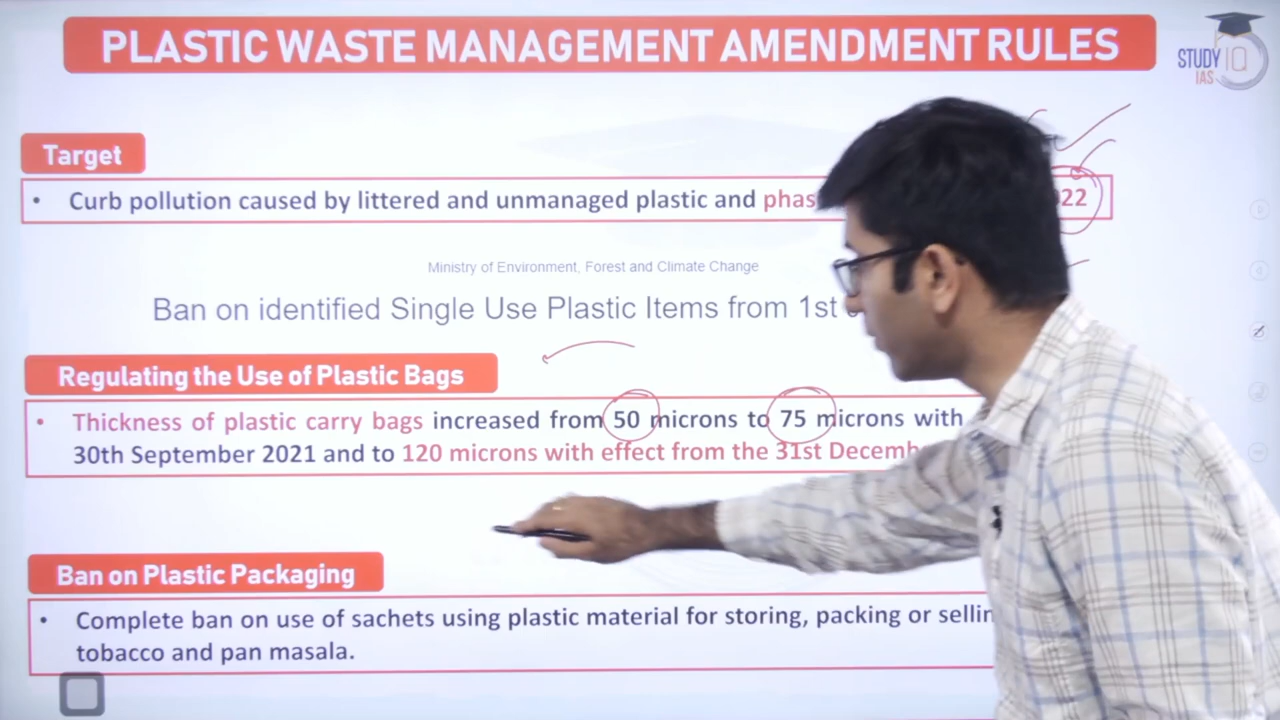 PLASTIC WASTE MANAGEMENT AMENDMENT RULES
STUDY IQ
IAS
Target
• Curb pollution caused by littered and unmanaged plastic and 22
Ministry of Environment, Forest and Climate Change
Ban on identified Single Use Plastic Items from 1st
Regulating the Use of Plastic Bags
• Thickness of plastic carry bags increased from 50 microns to 75 microns with
30th September 2021 and to 120 microns with effect from the 31st
Ban on Plastic Packaging
• Complete ban on use of sachets using plastic material for storing, packing or
tobacco and pan masala.